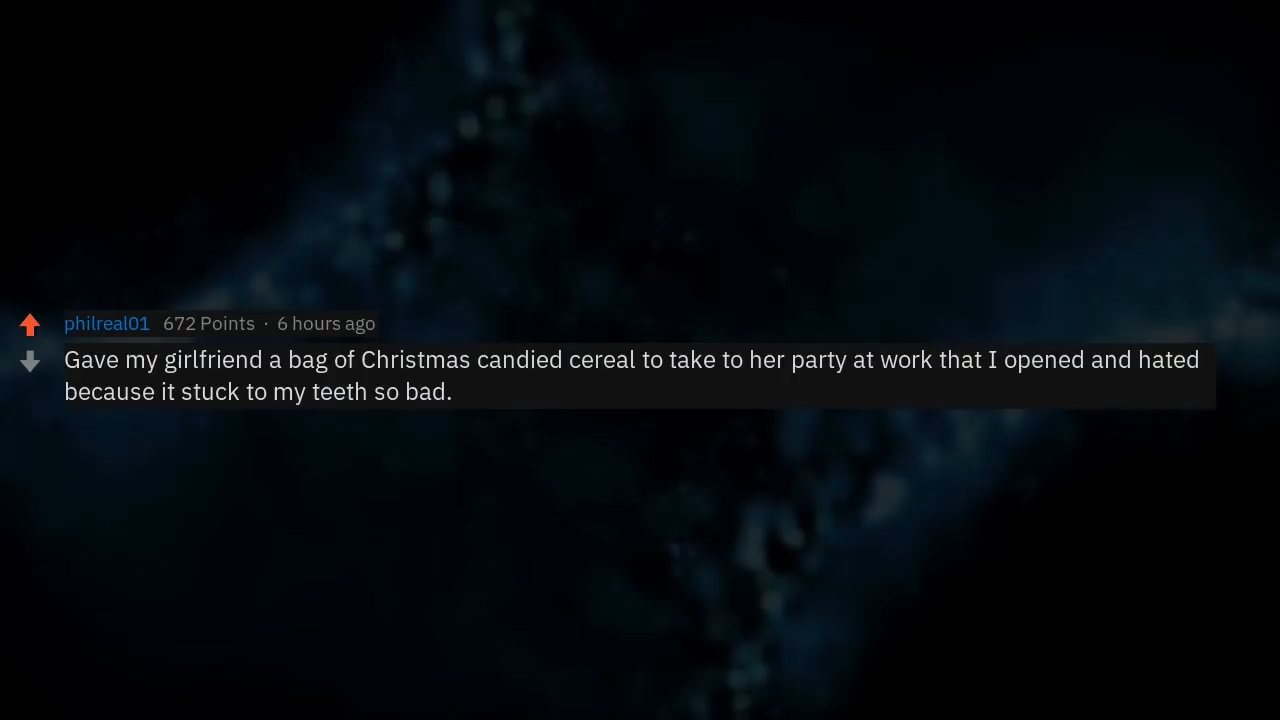 philreal01 672 Points · 6 hours ago
Gave my girlfriend a bag of Christmas candied cereal to take to her party at work that I opened and hated
because it stuck to my teeth so bad.